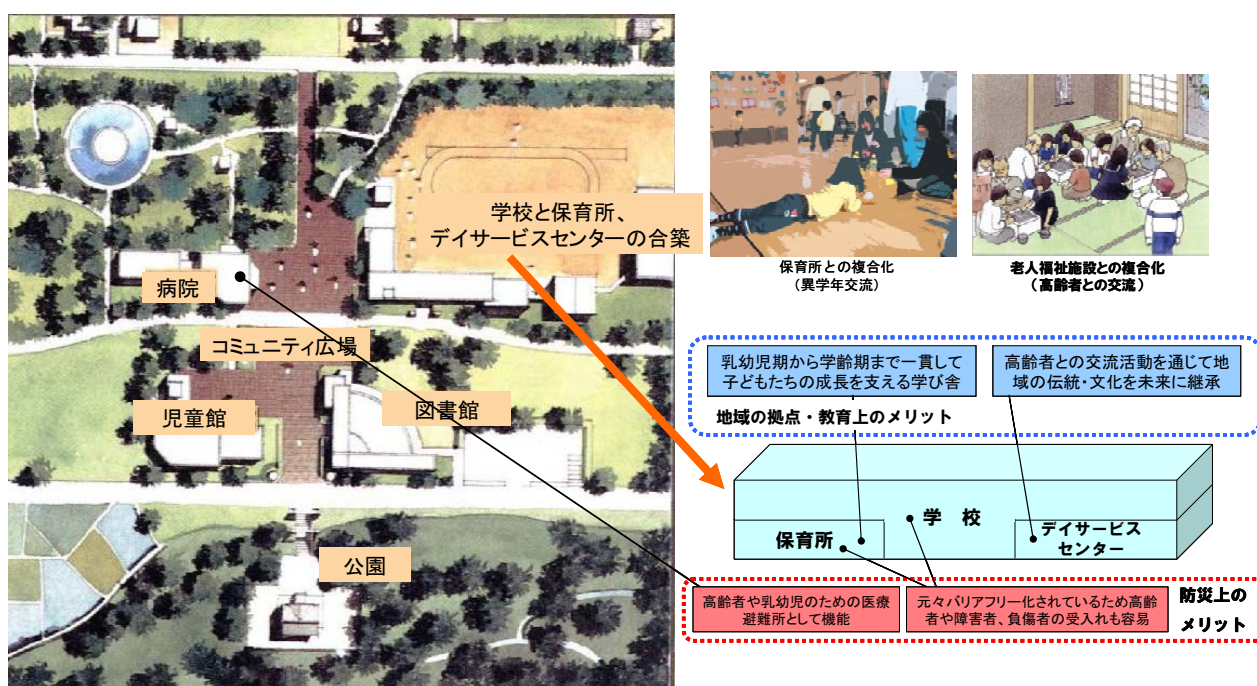 学校と保育所、
デイサービスセンターの合築
病院
コミュニティ広場
児童館
図書館
公園
保育所との複合化
(異学年交流)
老人福祉施設との複合化
(高齢者との交流)
乳幼児期から学齢期まで一貫して
子どもたちの成長を支える学び舎
高齢者との交流活動を通じて地
域の伝統・文化を未来に継承
地域の拠点・教育上のメリット
学 校
保育所
デイサービス
センター
高齢者や乳幼児のための医療
避難所として機能
元々バリアフリー化されているため高齢
者や障害者、負傷者の受入れも容易
防災上の
メリット